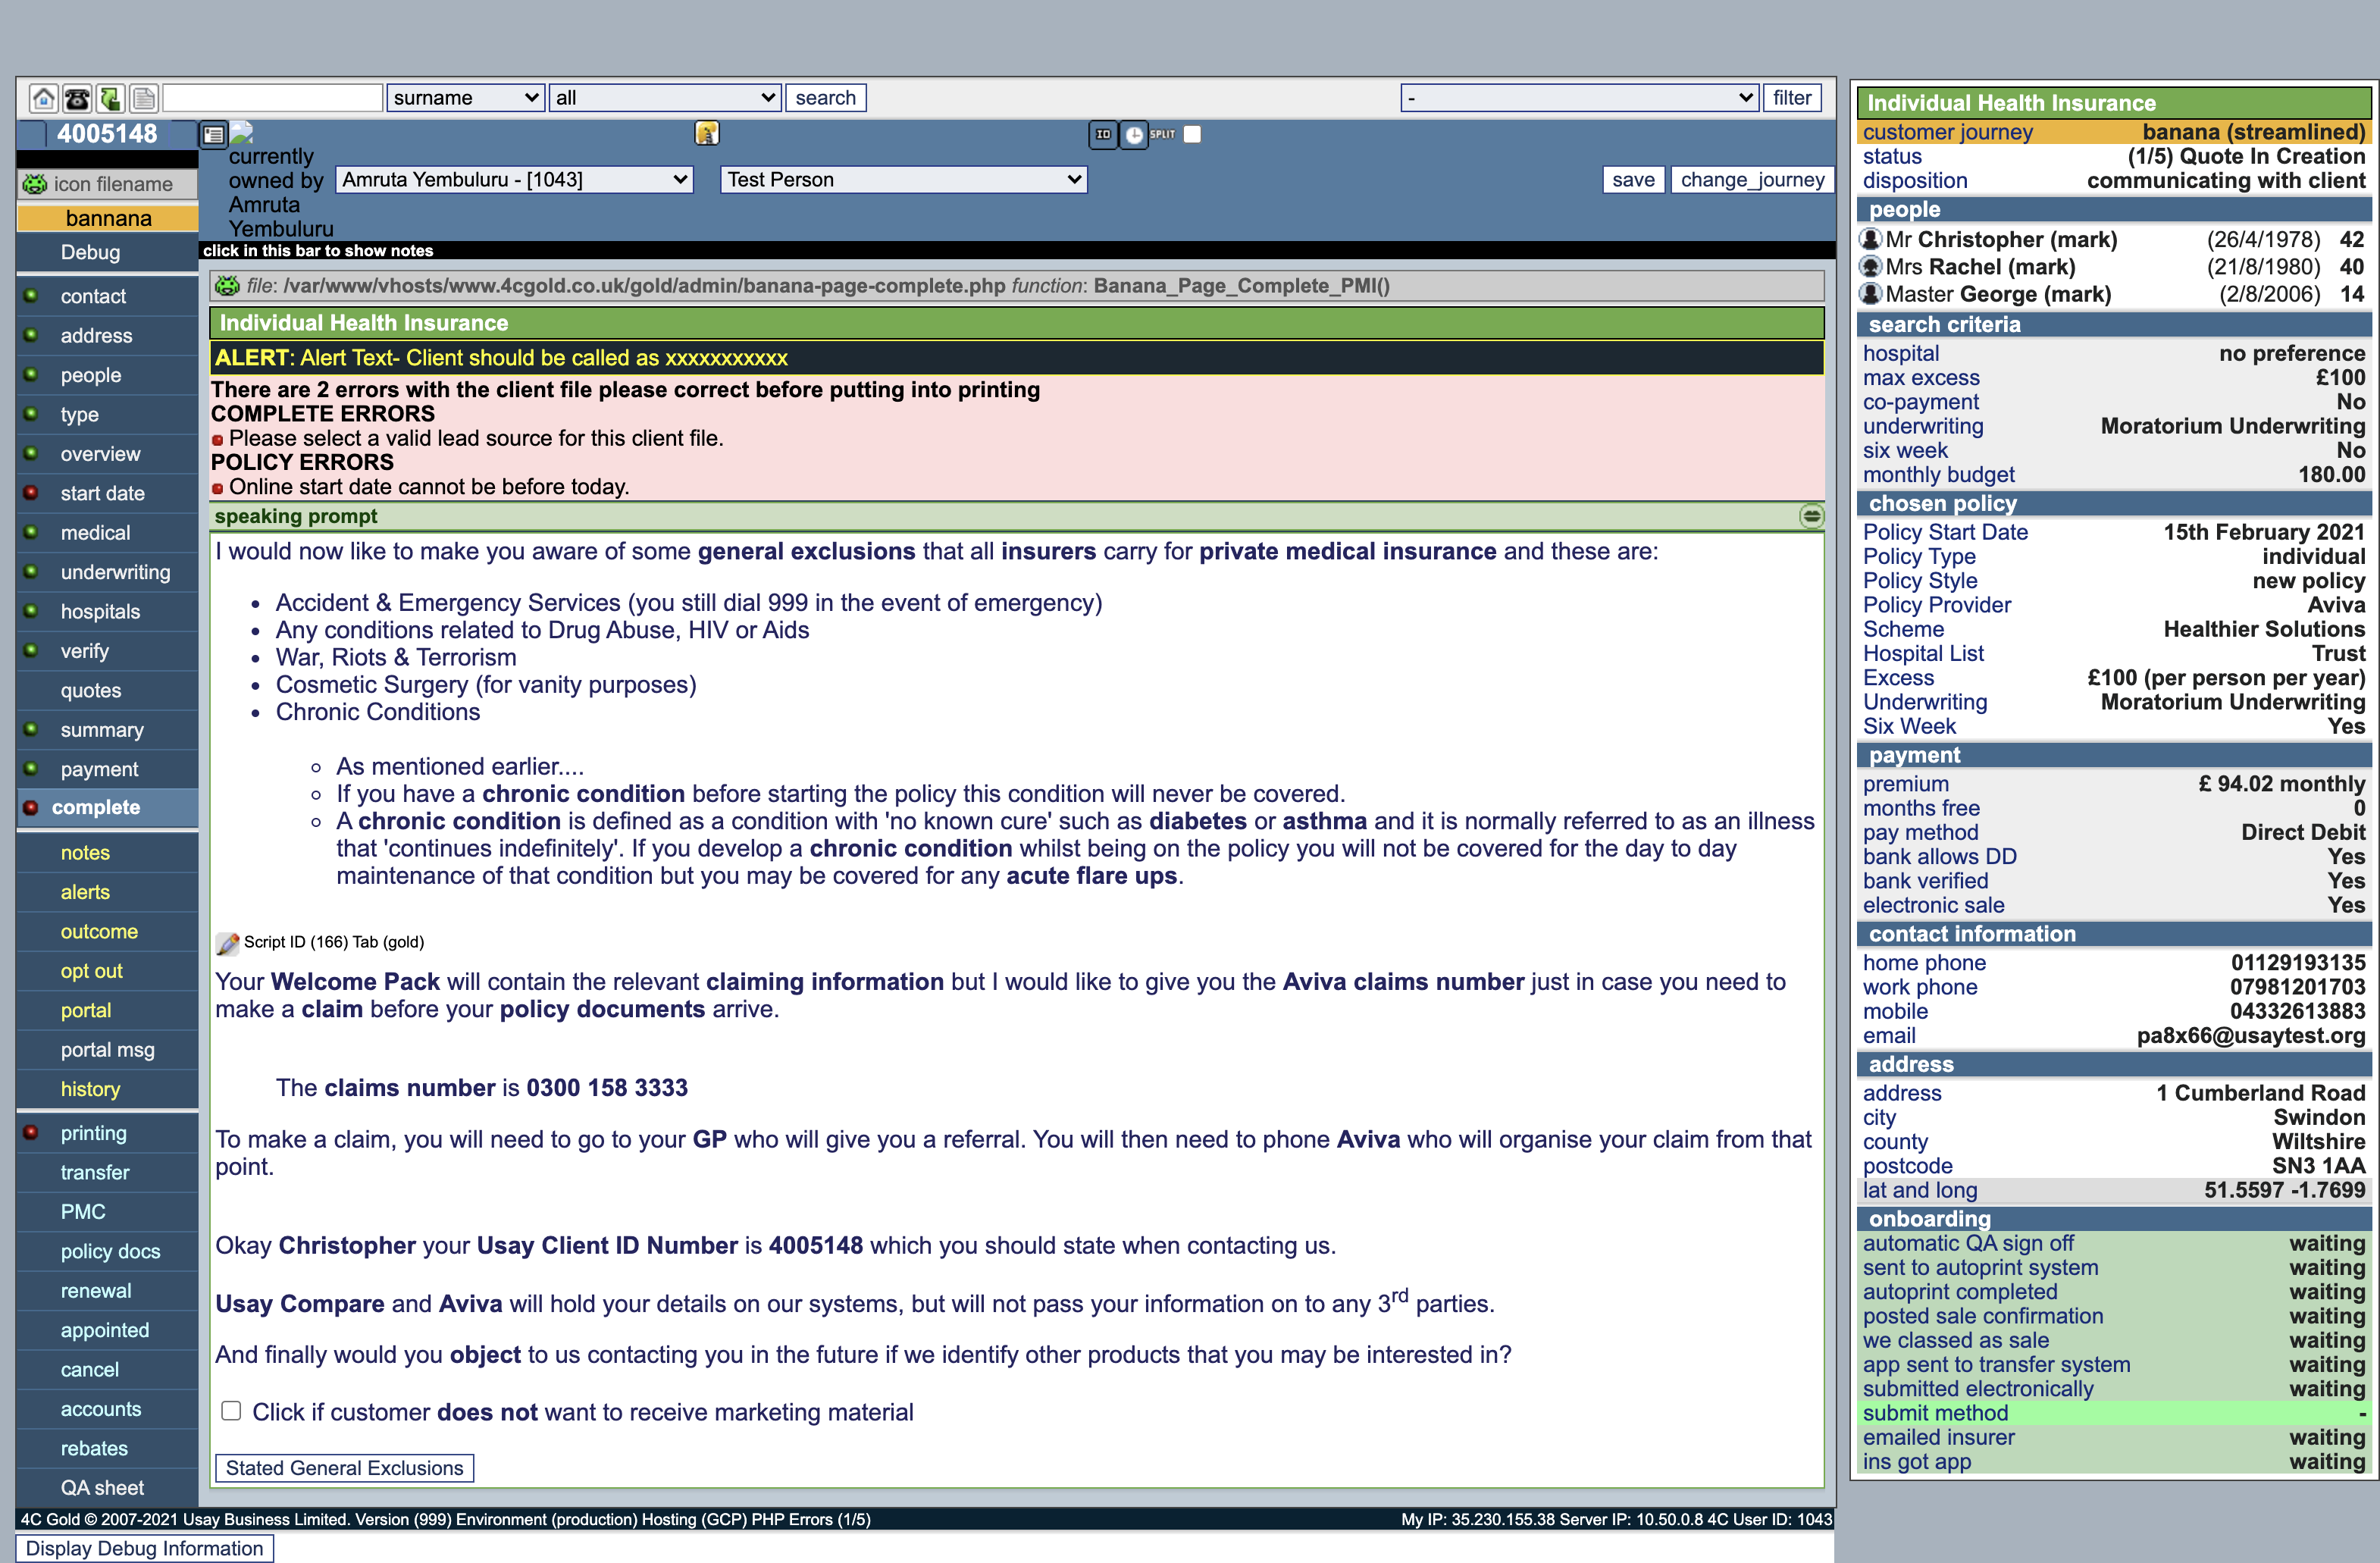 surname
all
search
-
filter
4005148
currently
owned by
Amruta
Yembuluru
Amruta Yembuluru - [1043]
Test Person
ID
SPLIT
save
change_journey
icon filename
bannana
Debug
click in this bar to show notes
contact
address
people
type
overview
start date
medical
underwriting
hospitals
verify
quotes
summary
payment
complete
notes
alerts
outcome
opt out
portal
portal msg
history
printing
transfer
PMC
policy docs
renewal
appointed
cancel
accounts
rebates
QA sheet
file: /var/www/vhosts/www.4cgold.co.uk/gold/admin/banana-page-complete.php function: Banana_Page_Complete_PMI()
Individual Health Insurance
ALERT: Alert Text- Client should be called as xxxxxxxxxxx
There are 2 errors with the client file please correct before putting into printing
COMPLETE ERRORS
Please select a valid lead source for this client file.
POLICY ERRORS
Online start date cannot be before today.
speaking prompt
I would now like to make you aware of some general exclusions that all insurers carry for private medical insurance and these are:
• Accident & Emergency Services (you still dial 999 in the event of emergency)
• Any conditions related to Drug Abuse, HIV or Aids
• War, Riots & Terrorism
• Cosmetic Surgery (for vanity purposes)
• Chronic Conditions
◦ As mentioned earlier....
◦ If you have a chronic condition before starting the policy this condition will never be covered.
◦ A chronic condition is defined as a condition with 'no known cure' such as diabetes or asthma and it is normally referred to as an illness
that 'continues indefinitely'. If you develop a chronic condition whilst being on the policy you will not be covered for the day to day
maintenance of that condition but you may be covered for any acute flare ups.
Script ID (166) Tab (gold)
Your Welcome Pack will contain the relevant claiming information but I would like to give you the Aviva claims number just in case you need to
make a claim before your policy documents arrive.
The claims number is 0300 158 3333
To make a claim, you will need to go to your GP who will give you a referral. You will then need to phone Aviva who will organise your claim from that
point.
Okay Christopher your Usay Client ID Number is 4005148 which you should state when contacting us.
Usay Compare and Aviva will hold your details on our systems, but will not pass your information on to any 3rd parties.
And finally would you object to us contacting you in the future if we identify other products that you may be interested in?
Click if customer does not want to receive marketing material
Stated General Exclusions
4C Gold © 2007-2021 Usay Business Limited. Version (999) Environment (production) Hosting (GCP) PHP Errors (1/5)
My IP: 35.230.155.38 Server IP: 10.50.0.8 4C User ID: 1043
Display Debug Information
Individual Health Insurance
customer journey banana (streamlined)
status (1/5) Quote In Creation
disposition communicating with client
people
Mr Christopher (mark) (26/4/1978) 42
Mrs Rachel (mark) (21/8/1980) 40
Master George (mark) (2/8/2006) 14
search criteria
hospital no preference
max excess £100
co-payment No
underwriting Moratorium Underwriting
six week No
monthly budget 180.00
chosen policy
Policy Start Date 15th February 2021
Policy Type individual
Policy Style new policy
Policy Provider Aviva
Scheme Healthier Solutions
Hospital List Trust
Excess £100 (per person per year)
Underwriting Moratorium Underwriting
Six Week Yes
payment
premium £ 94.02 monthly
months free 0
pay method Direct Debit
bank allows DD Yes
bank verified Yes
electronic sale Yes
contact information
home phone 01129193135
work phone 07981201703
mobile 04332613883
email pa8x66@usaytest.org
address
address 1 Cumberland Road
city Swindon
county Wiltshire
postcode SN3 1AA
lat and long 51.5597 -1.7699
onboarding
automatic QA sign off waiting
sent to autoprint system waiting
autoprint completed waiting
posted sale confirmation waiting
we classed as sale waiting
app sent to transfer system waiting
submitted electronically waiting
submit method -
emailed insurer waiting
ins got app waiting